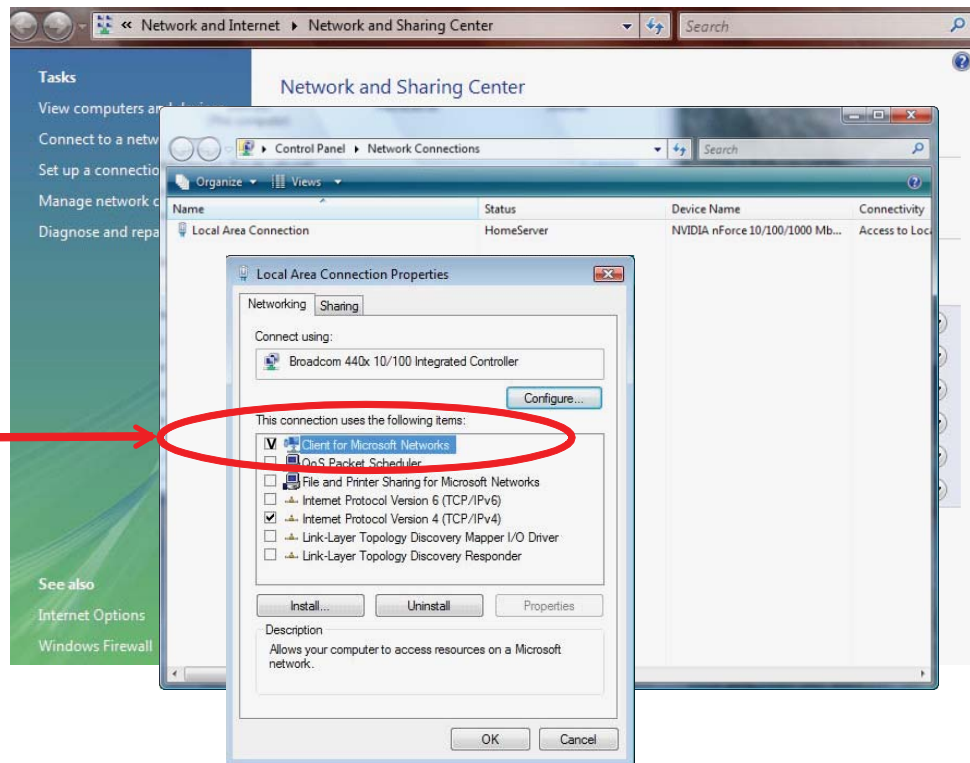 « Network and Internet ▸ Network and Sharing Center
Search
Tasks
View computers and
Connect to a netw
Set up a connectio
Manage network c
Diagnose and repa
See also
Internet Options
Windows Firewall
Network and Sharing Center
▸ Control Panel ▸ Network Connections
Search
Organize Views
Name Status Device Name Connectivity
Local Area Connection HomeServer NVIDIA nForce 10/100/1000 Mb... Access to Loca
Local Area Connection Properties
Networking Sharing
Connect using:
Broadcom 440x 10/100 Integrated Controller
Configure...
This connection uses the following items:
Client for Microsoft Networks
QoS Packet Scheduler
File and Printer Sharing for Microsoft Networks
Internet Protocol Version 6 (TCP/IPv6)
Internet Protocol Version 4 (TCP/IPv4)
Link-Layer Topology Discovery Mapper I/O Driver
Link-Layer Topology Discovery Responder
Install... Uninstall Properties
Description
Allows your computer to access resources on a Microsoft
network.
OK Cancel